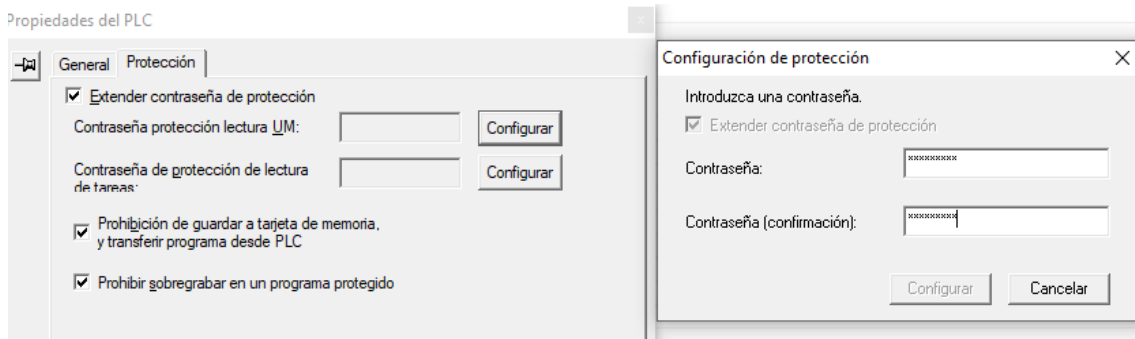 Propiedades del PLC
x
General Protección
Extender contraseña de protección
Contraseña protección lectura UM:
Configurar
Contraseña de protección de lectura
de tareas:
Configurar
Prohibición de guardar a tarjeta de memoria,
y transferir programa desde PLC
Prohibir sobregrabar en un programa protegido
Configuración de protección
Introduzca una contraseña.
Extender contraseña de protección
Contraseña:
xxxxxxxxx
Contraseña (confirmación):
xxxxxxxxx
Configurar
Cancelar